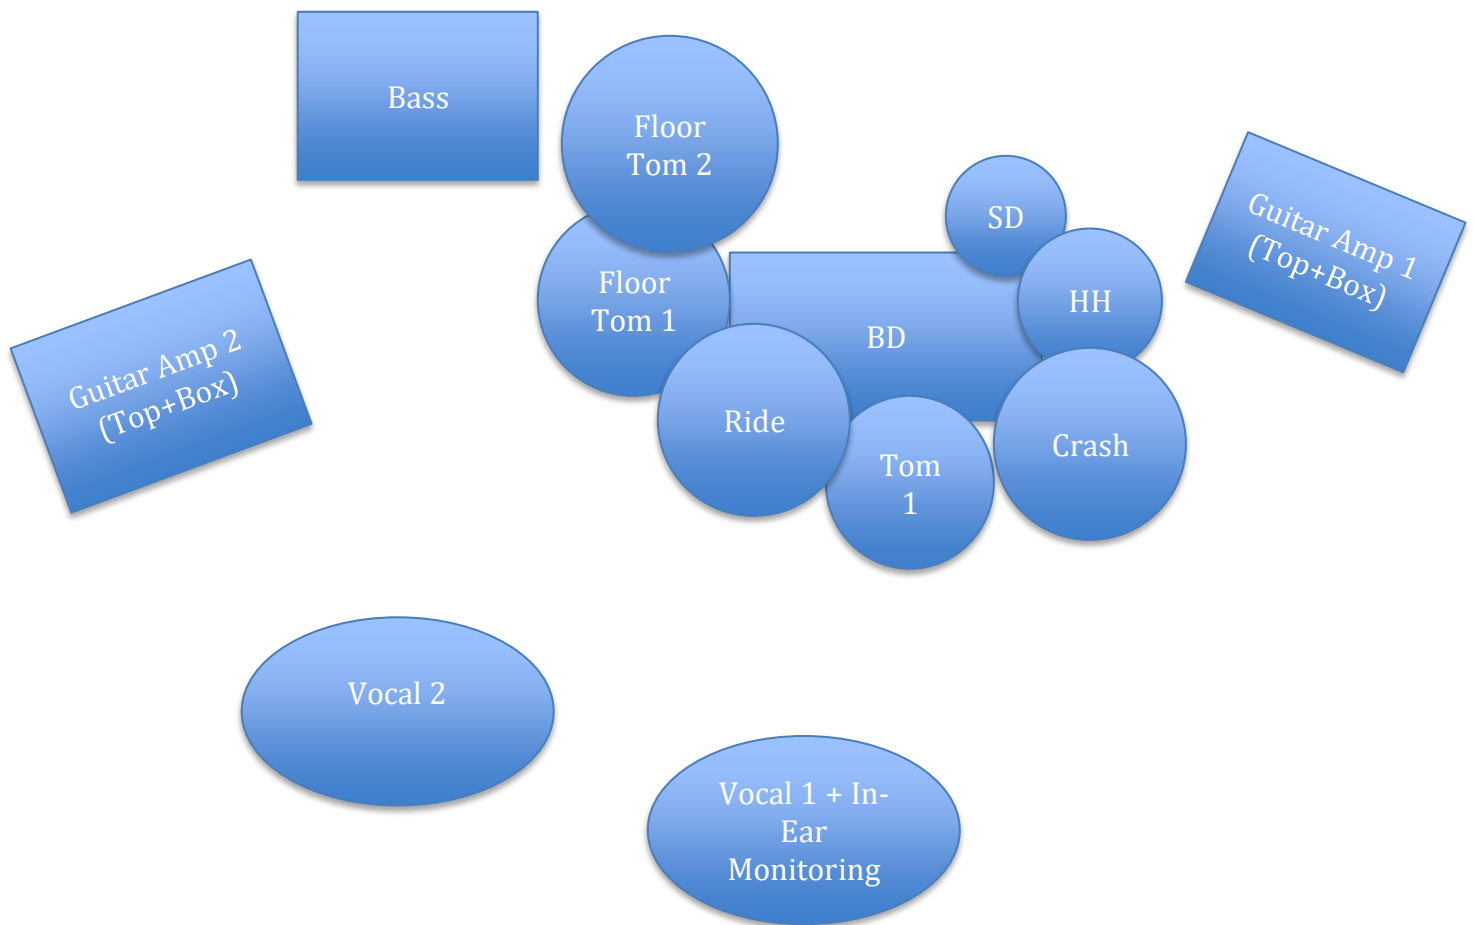 Bass
Floor
Tom 2
SD
Guitar Amp 1
(Top+Box)
Floor
Tom 1
HH
BD
Guitar Amp 2
(Top+Box)
Ride
Crash
Tom
1
Vocal 2
Vocal 1 + In-
Ear
Monitoring